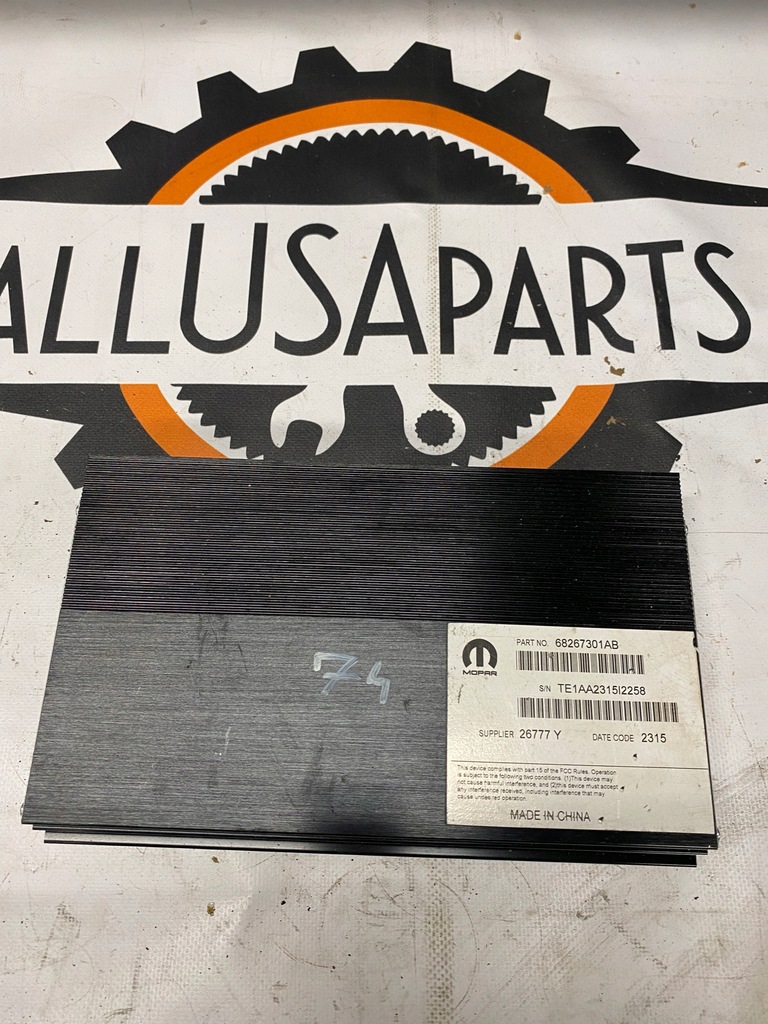 ALLUSAPARTS
74
MOPAR
PART NO. 68267301AB
S/N TE1AA2315I2258
SUPPLIER 26777 Y DATE CODE 2315
This device complies with part 15 of the FCC Rules. Operation
is subject to the following two conditions. (1)This device may
not cause harmful interference, and (2)this device must accept
any interference received, including interference that may
cause undesired operation.
MADE IN CHINA